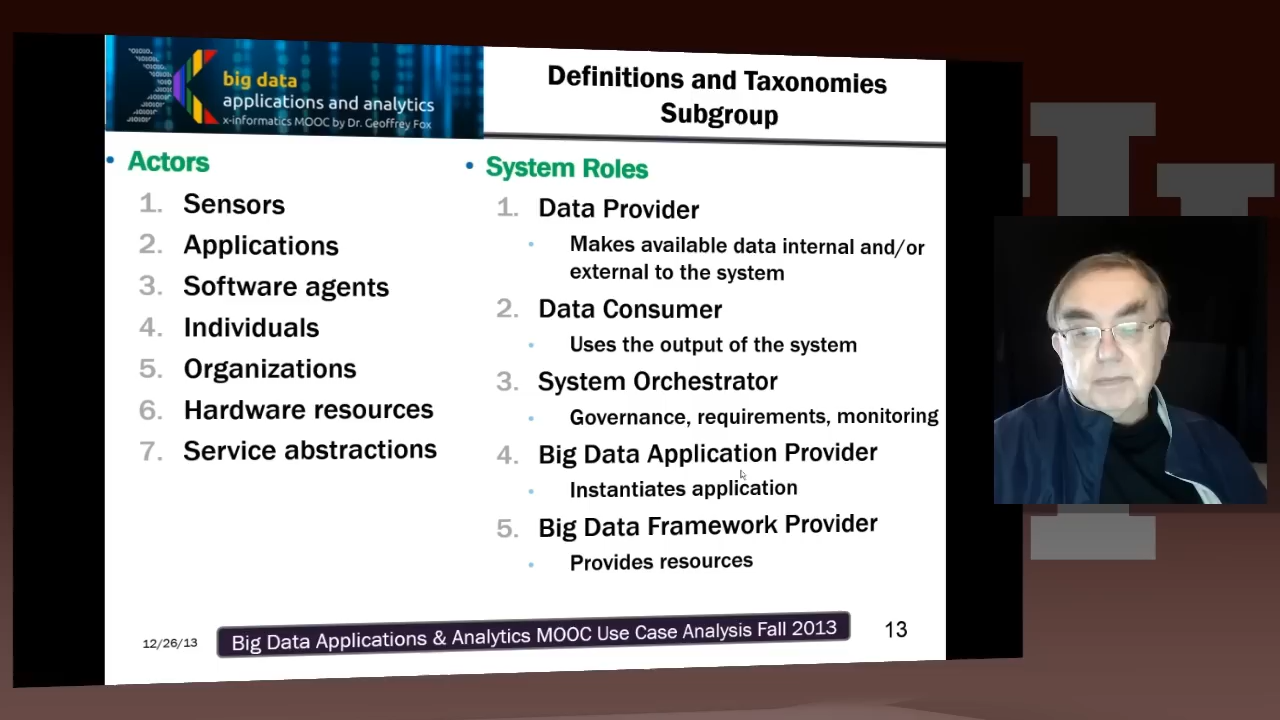 big data
applications and analytics
x-informatics MOOC by Dr. Geoffrey Fox
Definitions and Taxonomies
Subgroup
• Actors
1. Sensors
2. Applications
3. Software agents
4. Individuals
5. Organizations
6. Hardware resources
7. Service abstractions
• System Roles
1. Data Provider
• Makes available data internal and/or
external to the system
2. Data Consumer
• Uses the output of the system
3. System Orchestrator
• Governance, requirements, monitoring
4. Big Data Application Provider
• Instantiates application
5. Big Data Framework Provider
• Provides resources
12/26/13
Big Data Applications & Analytics MOOC Use Case Analysis Fall 2013
13